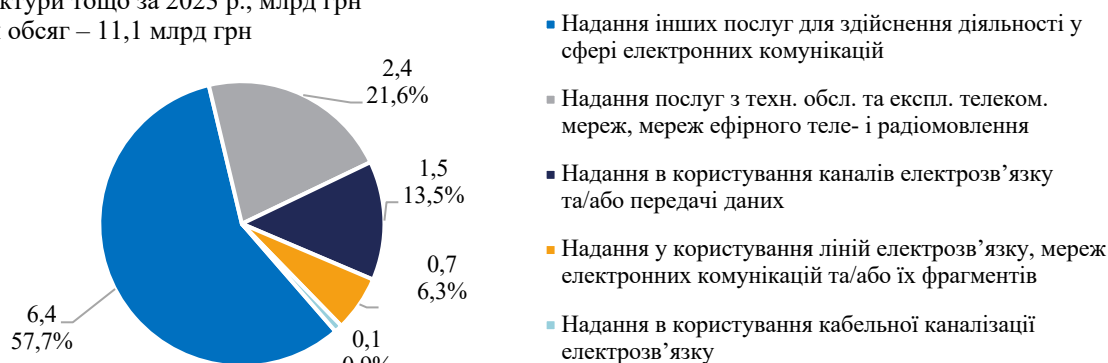 тощо за 2023 р., млрд грн
обсяг – 11,1 млрд грн
2,4
21,6%
1,5
13,5%
0,7
6,3%
0,1
0,9%
6,4
57,7%
Надання інших послуг для здійснення діяльності у
сфері електронних комунікацій
Надання послуг з техн. обсл. та експл. телеком.
мереж, мереж ефірного теле- і радіомовлення
Надання в користування каналів електрозв’язку
та/або передачі даних
Надання у користування ліній електрозв’язку, мереж
електронних комунікацій та/або їх фрагментів
Надання в користування кабельної каналізації
електрозв’язку